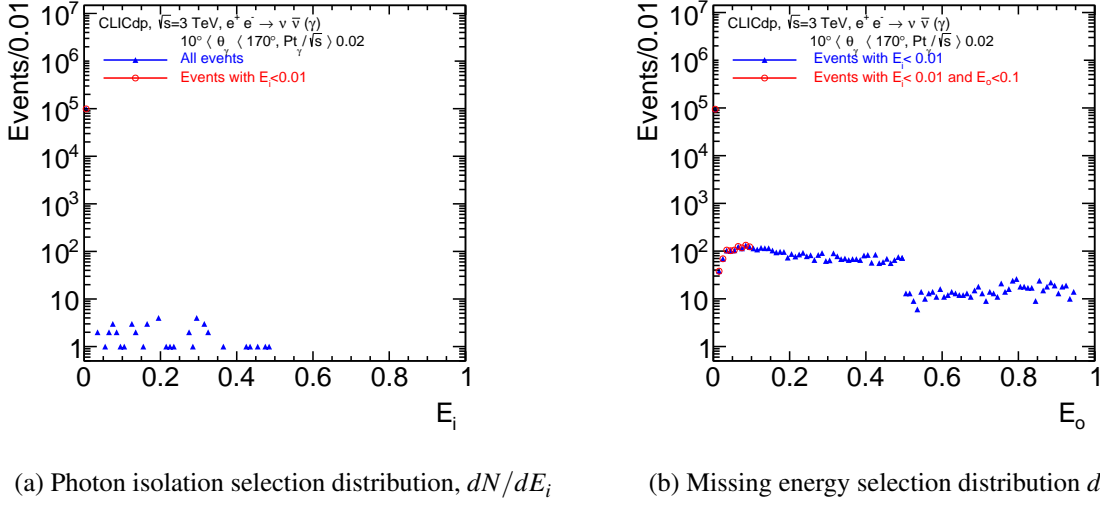 CLICdp, √s=3 TeV, e⁺ e⁻ → ν ν̅ (γ)
10° ⟨ θγ ⟨ 170°, Ptγ/√s ⟩ 0.02
All events
Events with Eᵢ<0.01
Events/0.01
10⁷
10⁶
10⁵
10⁴
10³
10²
10
1
0 0.2 0.4 0.6 0.8 1
Eᵢ
(a) Photon isolation selection distribution, dN/dEᵢ
CLICdp, √s=3 TeV, e⁺ e⁻ → ν ν̅ (γ)
10° ⟨ θγ ⟨ 170°, Ptγ/√s ⟩ 0.02
Events with Eᵢ< 0.01
Events with Eᵢ< 0.01 and Eₒ<0.1
Events/0.01
10⁷
10⁶
10⁵
10⁴
10³
10²
10
1
0 0.2 0.4 0.6 0.8 1
Eₒ
(b) Missing energy selection distribution d